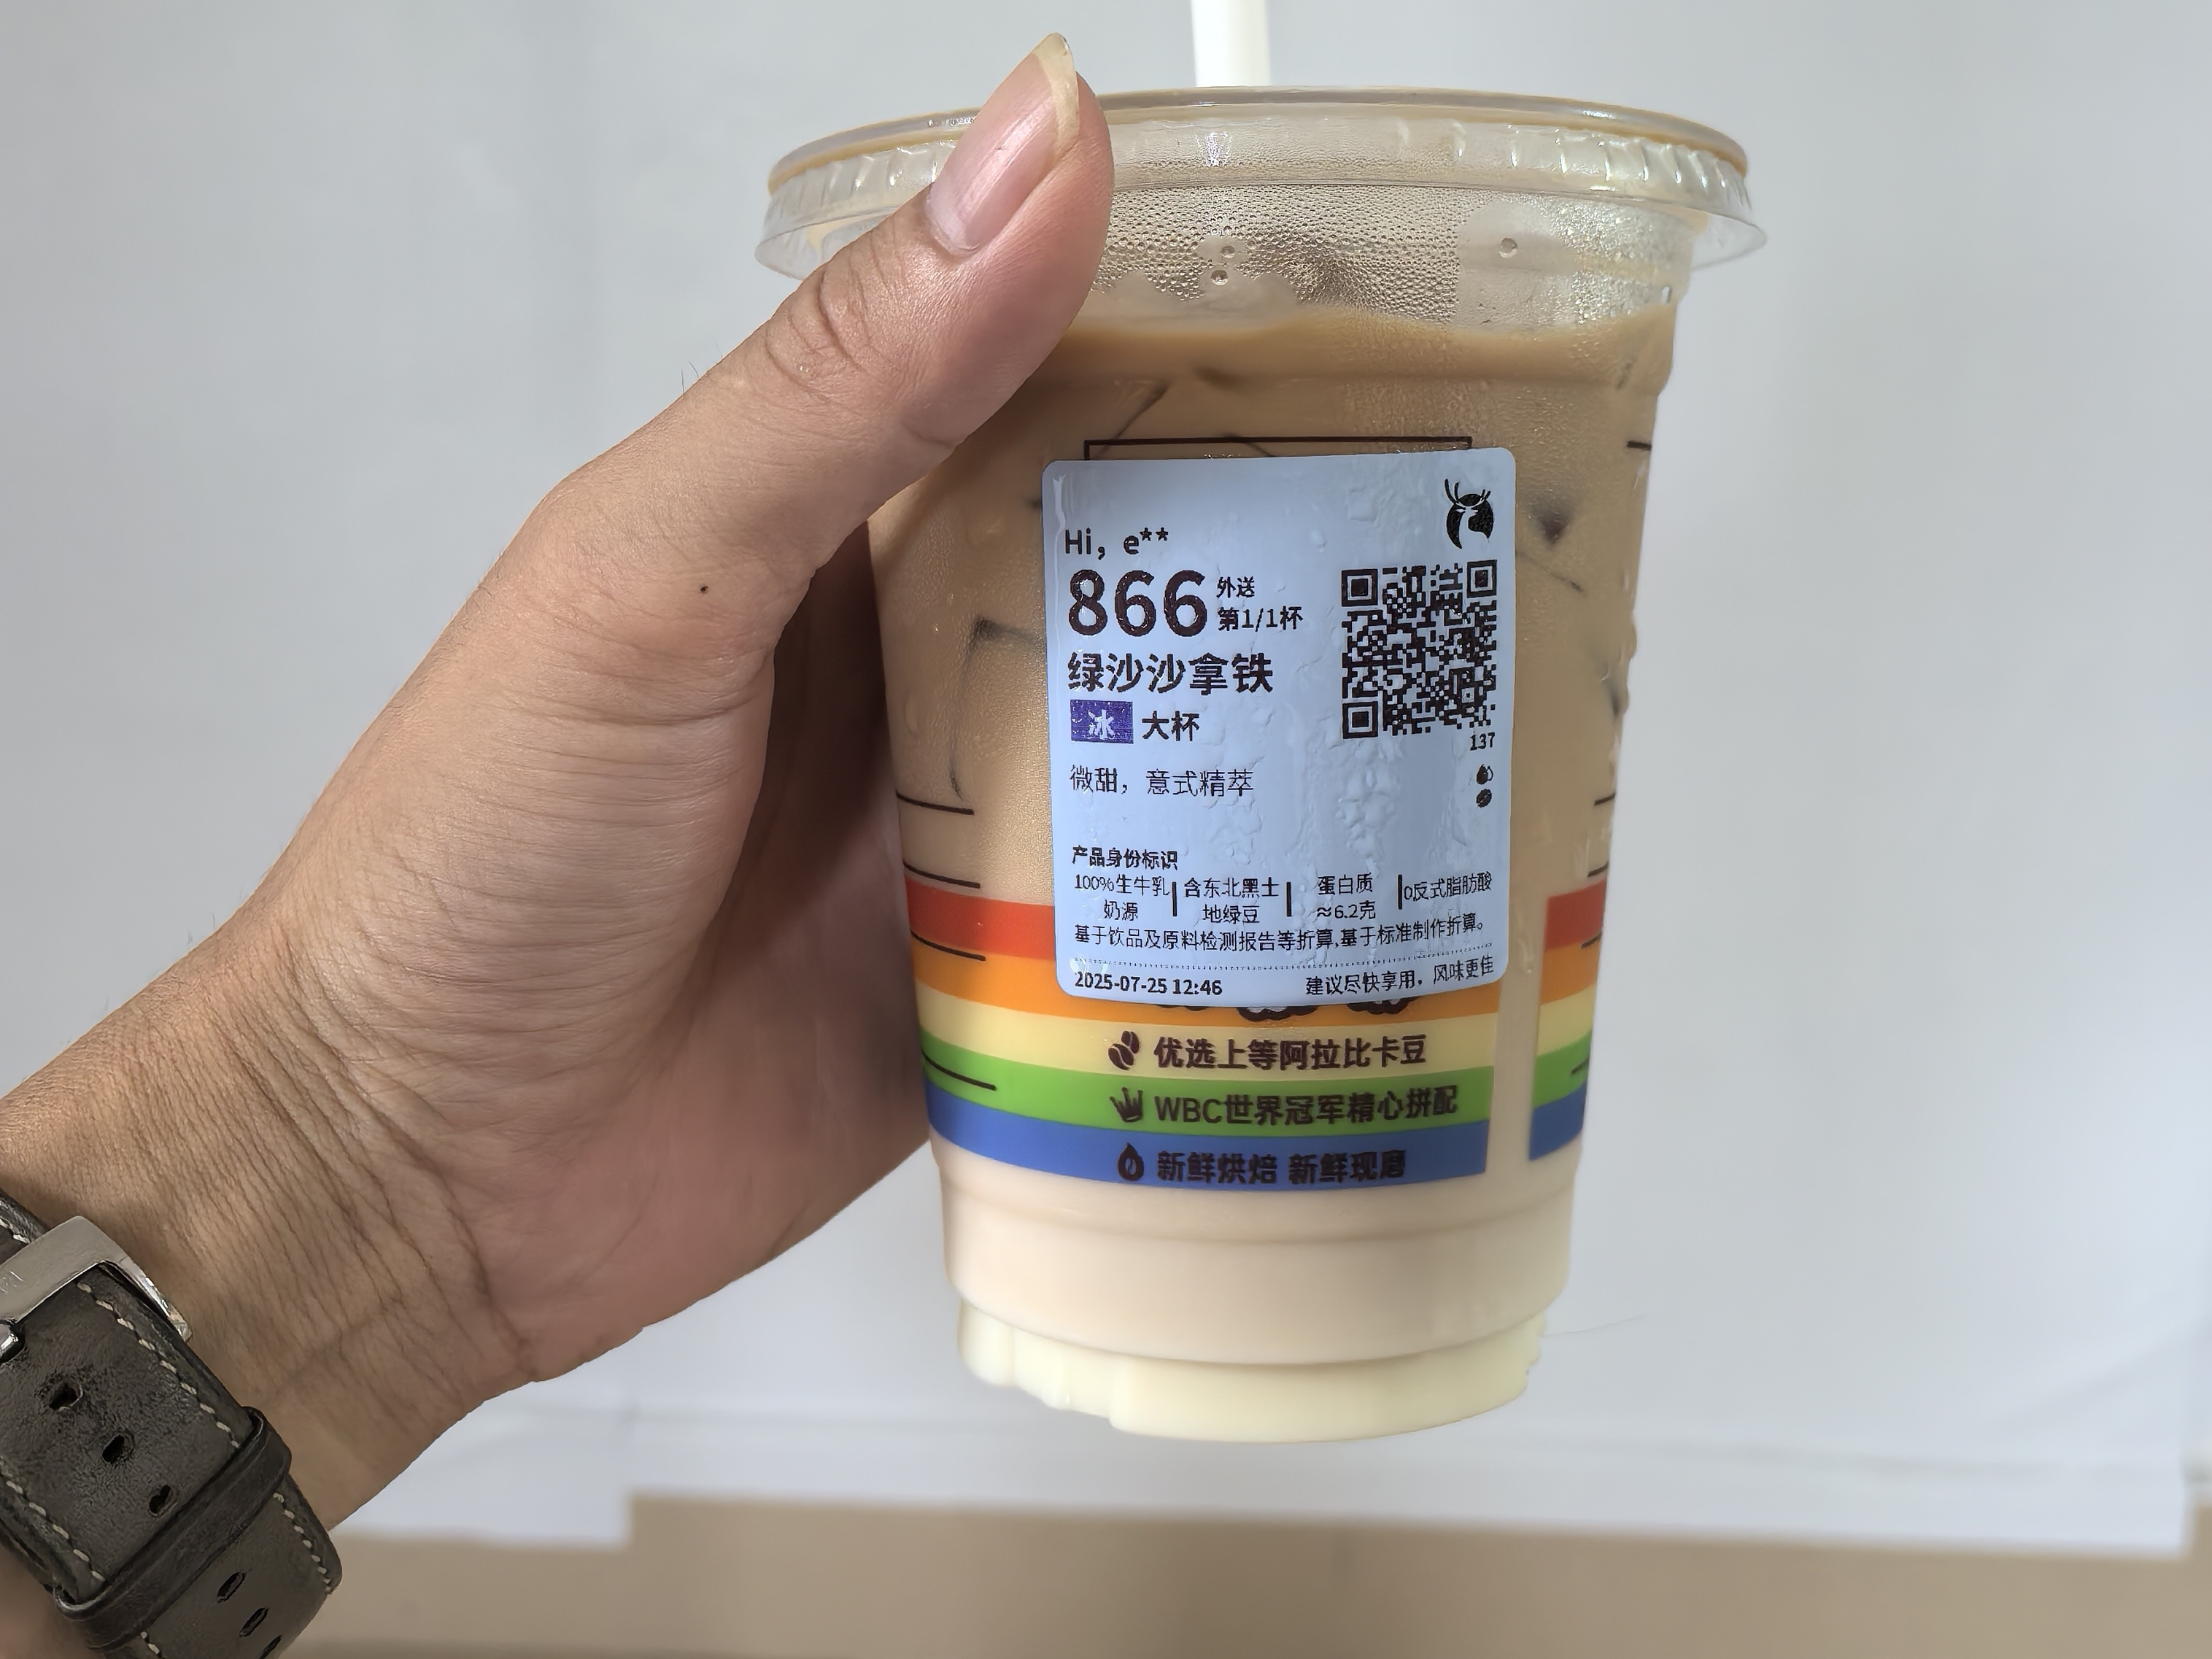 Hi, e**
866 外送
第1/1杯
绿沙沙拿铁
冰 大杯
137
微甜，意式精萃
产品身份标识
100%生牛乳奶源 | 含东北黑土地绿豆 | 蛋白质≈6.2克 | 0反式脂肪酸
基于饮品及原料检测报告等折算,基于标准制作折算。
2025-07-25 12:46 建议尽快享用，风味更佳
优选上等阿拉比卡豆
WBC世界冠军精心拼配
新鲜烘焙 新鲜现磨